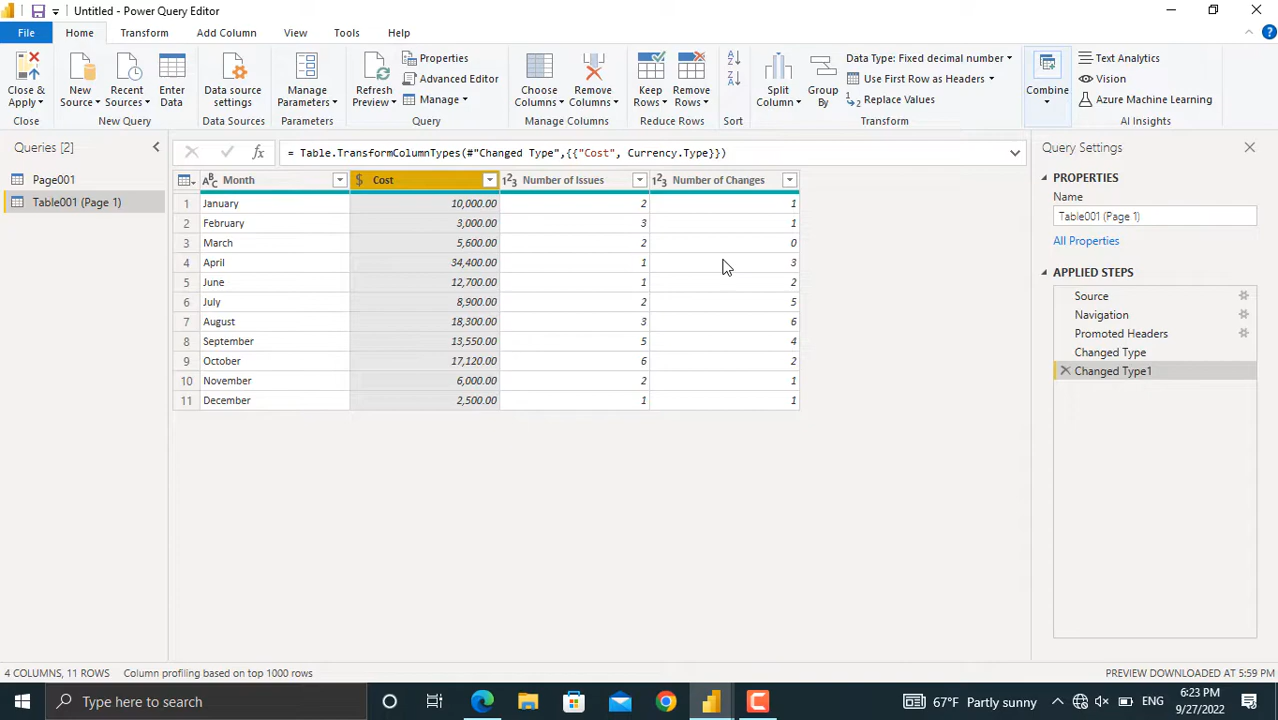 Untitled - Power Query Editor
File Home Transform Add Column View Tools Help
Close & Apply
New Source
Recent Sources
Enter Data
Data source settings
Manage Parameters
Refresh Preview
Properties
Advanced Editor
Manage
Choose Columns
Remove Columns
Keep Rows
Remove Rows
Split Column
Group By
Data Type: Fixed decimal number
Use First Row as Headers
Replace Values
Combine
Text Analytics
Vision
Azure Machine Learning
Close New Query Data Sources Parameters Query Manage Columns Reduce Rows Sort Transform AI Insights
Queries [2]
Page001
Table001 (Page 1)
= Table.TransformColumnTypes(#"Changed Type",{{"Cost", Currency.Type}})
Month Cost Number of Issues Number of Changes
1 January 10,000.00 2 1
2 February 3,000.00 3 1
3 March 5,600.00 2 0
4 April 34,400.00 1 3
5 June 12,700.00 1 2
6 July 8,900.00 2 5
7 August 18,300.00 3 6
8 September 13,550.00 5 4
9 October 17,120.00 6 2
10 November 6,000.00 2 1
11 December 2,500.00 1 1
Query Settings
PROPERTIES
Name
Table001 (Page 1)
All Properties
APPLIED STEPS
Source
Navigation
Promoted Headers
Changed Type
Changed Type1
4 COLUMNS, 11 ROWS Column profiling based on top 1000 rows
PREVIEW DOWNLOADED AT 5:59 PM
Type here to search
67°F Partly sunny
ENG
6:23 PM
9/27/2022